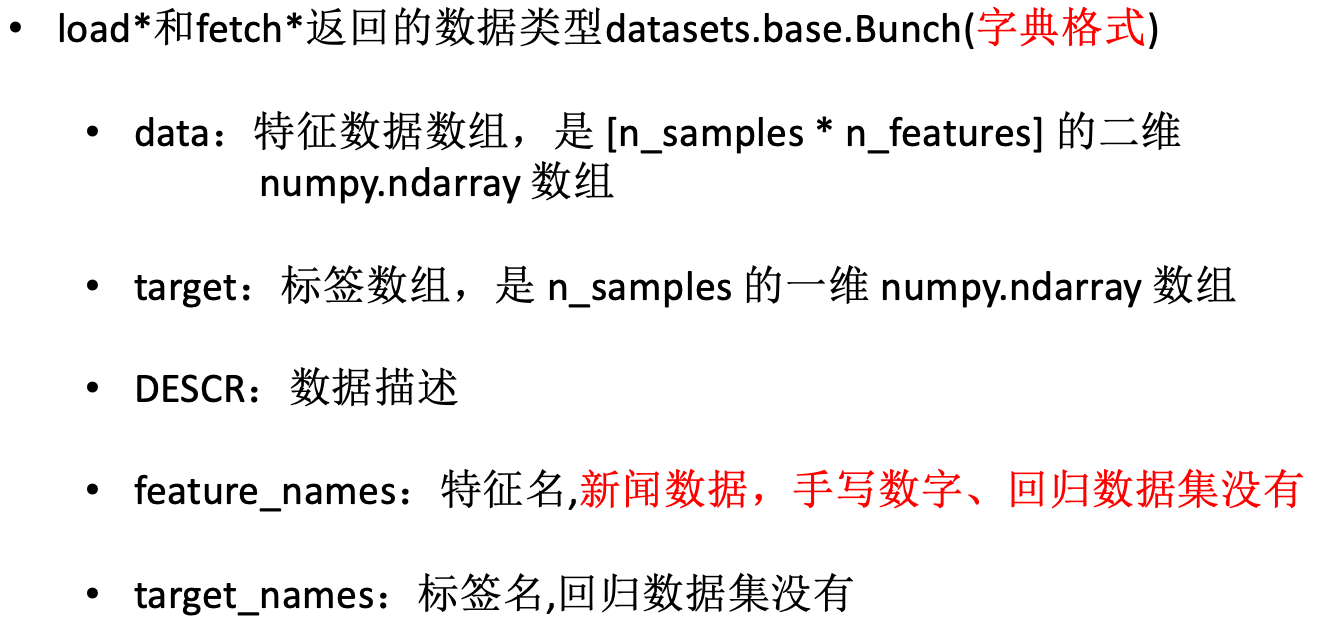 • load*和fetch*返回的数据类型datasets.base.Bunch(字典格式)
• data：特征数据数组，是 [n_samples * n_features] 的二维
numpy.ndarray 数组
• target：标签数组，是 n_samples 的一维 numpy.ndarray 数组
• DESCR：数据描述
• feature_names：特征名,新闻数据，手写数字、回归数据集没有
• target_names：标签名,回归数据集没有